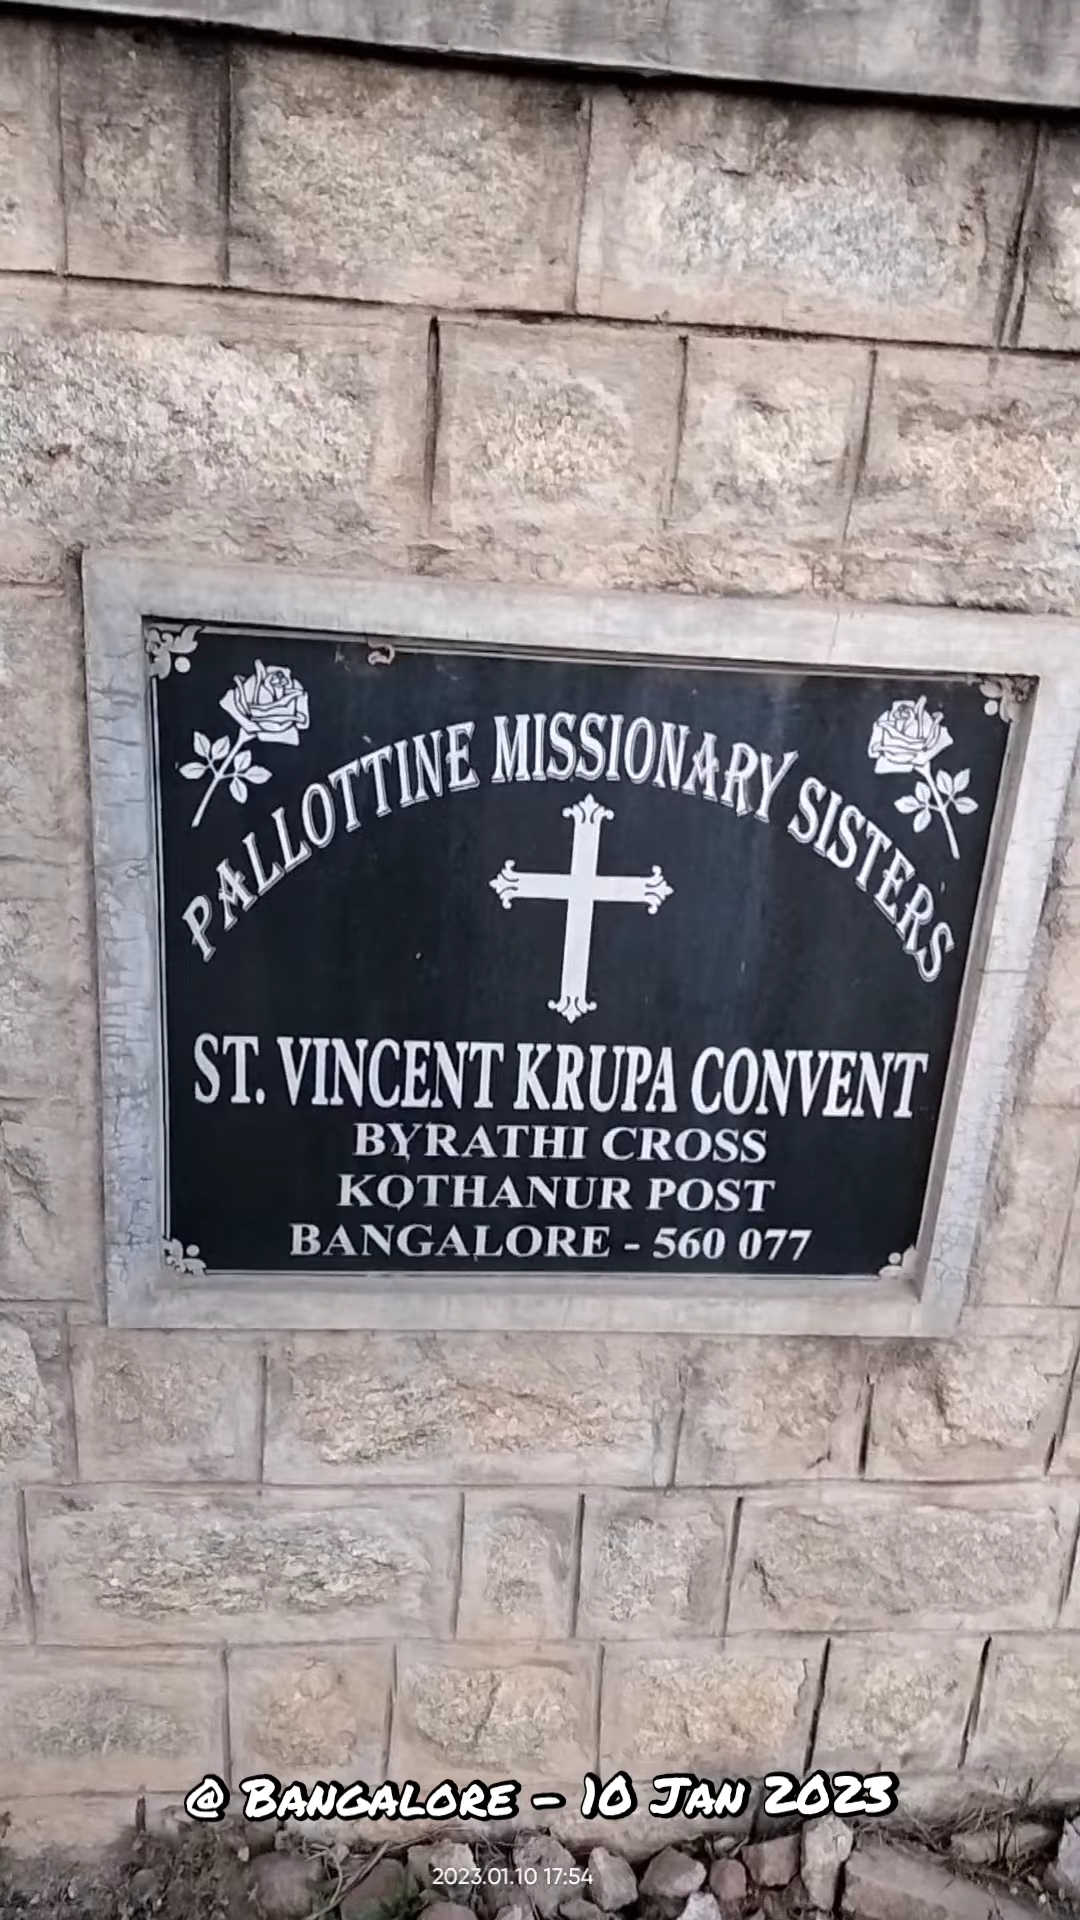 PALLOTTINE MISSIONARY SISTERS
ST. VINCENT KRUPA CONVENT
BYRATHI CROSS
KOTHANUR POST
BANGALORE - 560 077
@ BANGALORE - 10 JAN 2023
2023.01.10 17:54